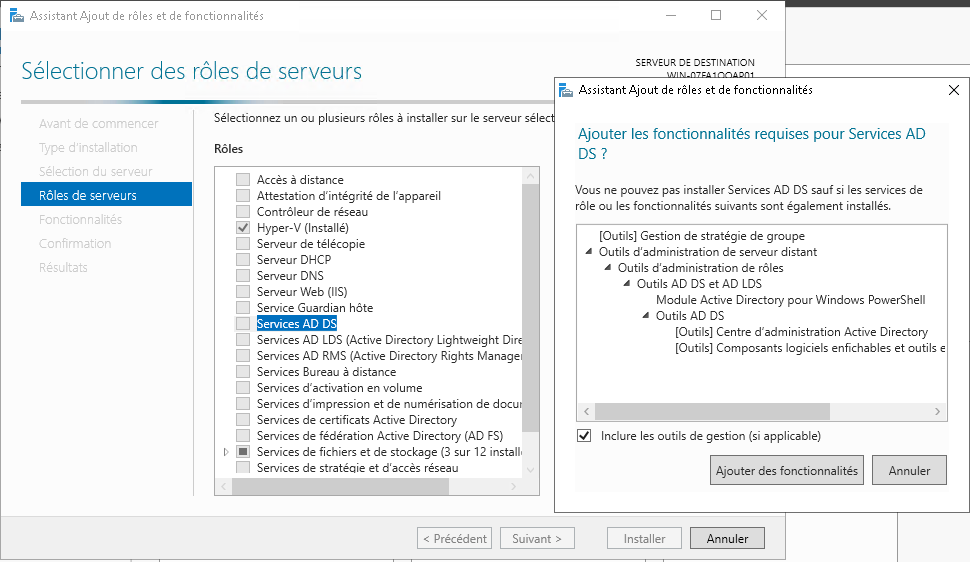 Assistant Ajout de rôles et de fonctionnalités
Sélectionner des rôles de serveurs
SERVEUR DE DESTINATION
Avant de commencer
Type d'installation
Sélection du serveur
Rôles de serveurs
Fonctionnalités
Confirmation
Résultats
Sélectionnez un ou plusieurs rôles à installer sur le serveur sélect
Rôles
Accès à distance
Attestation d'intégrité de l'appareil
Contrôleur de réseau
Hyper-V (Installé)
Serveur de télécopie
Serveur DHCP
Serveur DNS
Serveur Web (IIS)
Service Guardian hôte
Services AD DS
Services AD LDS (Active Directory Lightweight Dire
Services AD RMS (Active Directory Rights Manager
Services Bureau à distance
Services d'activation en volume
Services d'impression et de numérisation de docu
Services de certificats Active Directory
Services de fédération Active Directory (AD FS)
Services de fichiers et de stockage (3 sur 12 install
Services de stratégie et d'accès réseau
< Précédent
Suivant >
Installer
Annuler
Assistant Ajout de rôles et de fonctionnalités
Ajouter les fonctionnalités requises pour Services AD
DS ?
Vous ne pouvez pas installer Services AD DS sauf si les services de
rôle ou les fonctionnalités suivants sont également installés.
[Outils] Gestion de stratégie de groupe
Outils d'administration de serveur distant
Outils d'administration de rôles
Outils AD DS et AD LDS
Module Active Directory pour Windows PowerShell
Outils AD DS
[Outils] Centre d'administration Active Directory
[Outils] Composants logiciels enfichables et outils e
Inclure les outils de gestion (si applicable)
Ajouter des fonctionnalités
Annuler